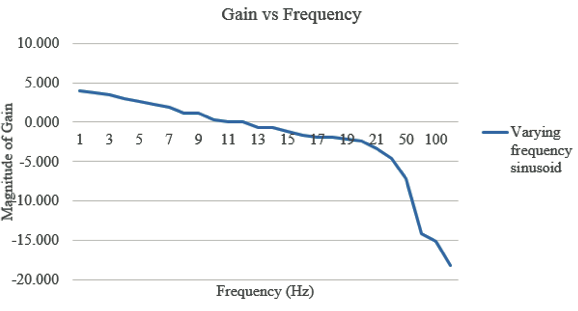 Gain vs Frequency
10.000
5.000
0.000
-5.000
-10.000
-15.000
-20.000
Magnitude of Gain
1 3 5 7 9 11 13 15 17 19 21 50 100
Frequency (Hz)
Varying
frequency
sinusoid